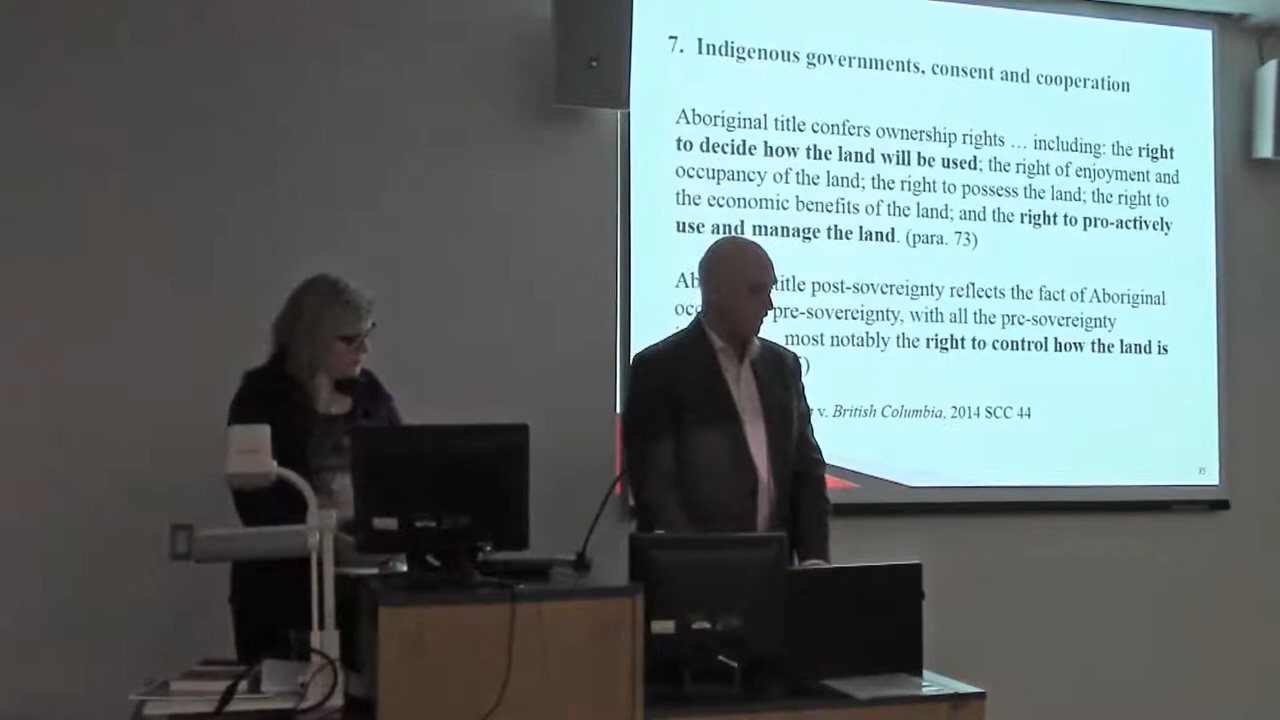 7. Indigenous governments, consent and cooperation
Aboriginal title confers ownership rights … including: the right
to decide how the land will be used; the right of enjoyment and
occupancy of the land; the right to possess the land; the right to
the economic benefits of the land; and the right to pro-actively
use and manage the land. (para. 73)
title post-sovereignty reflects the fact of Aboriginal
pre-sovereignty, with all the pre-sovereignty
most notably the right to control how the land is
v. British Columbia, 2014 SCC 44